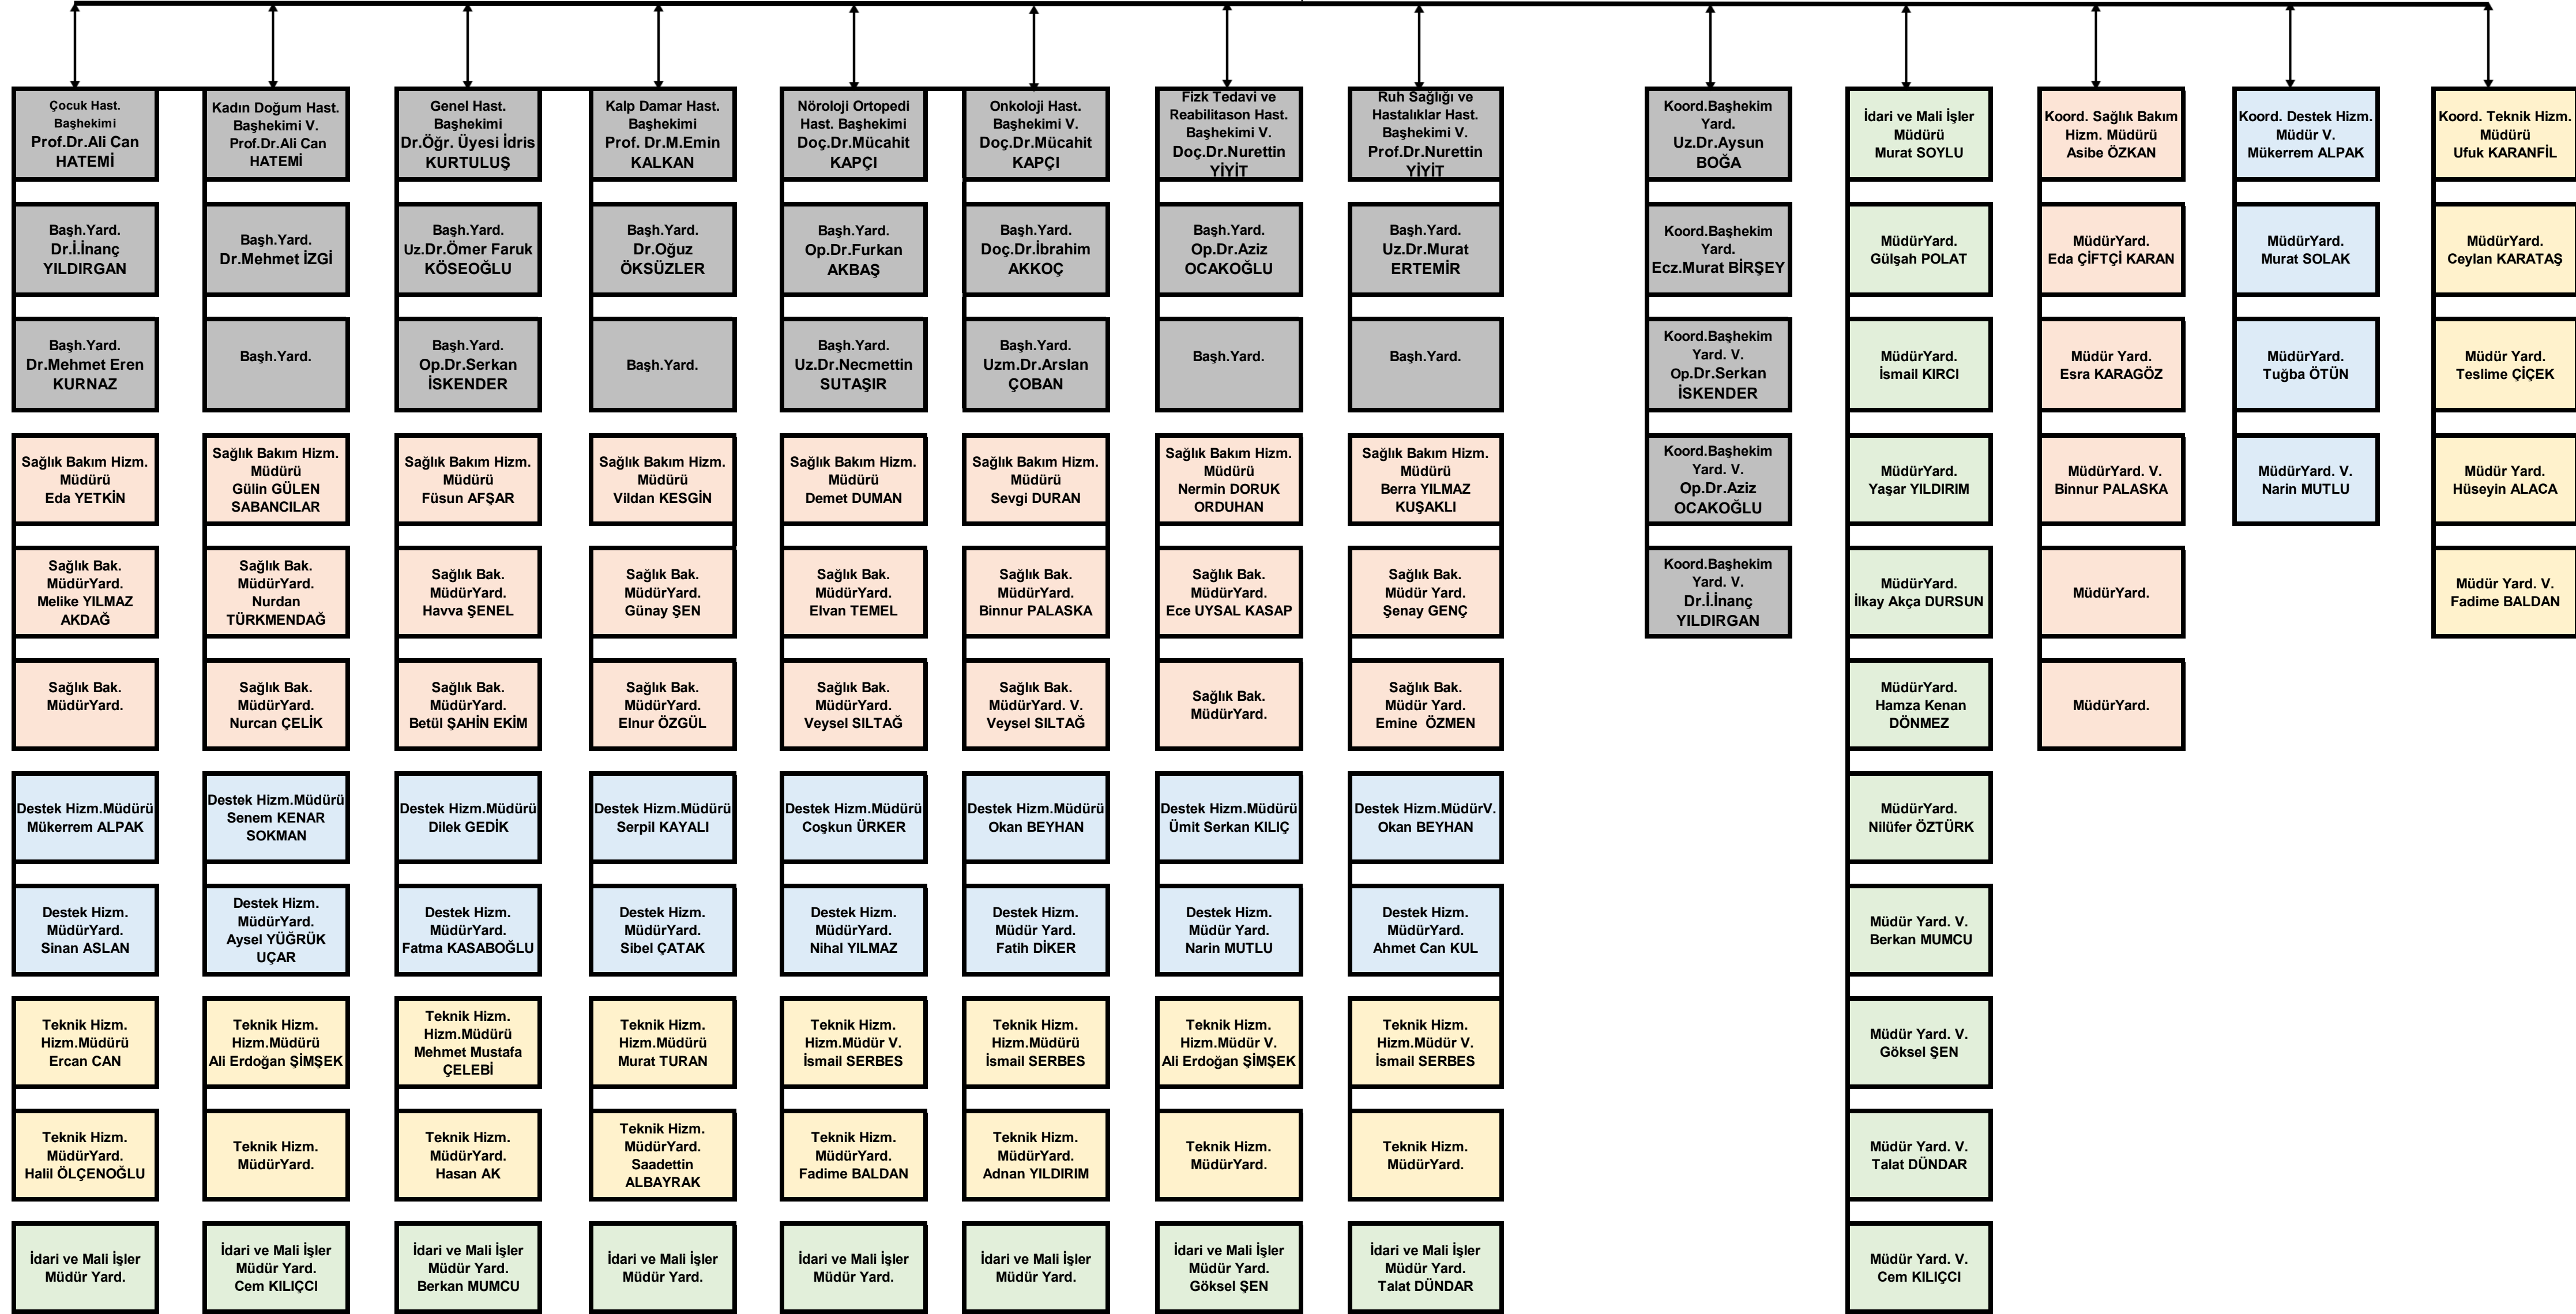 Çocuk Hast.
Başhekimi
Prof.Dr.Ali Can
HATEMİ
Başh.Yard.
Dr.İ.İnanç
YILDIRGAN
Başh.Yard.
Dr.Mehmet Eren
KURNAZ
Sağlık Bakım Hizm.
Müdürü
Eda YETKİN
Sağlık Bak.
MüdürYard.
Melike YILMAZ
AKDAĞ
Sağlık Bak.
MüdürYard.
Destek Hizm.Müdürü
Mükerrem ALPAK
Destek Hizm.
MüdürYard.
Sinan ASLAN
Teknik Hizm.
Hizm.Müdürü
Ercan CAN
Teknik Hizm.
MüdürYard.
Halil ÖLÇENOĞLU
İdari ve Mali İşler
Müdür Yard.
Kadın Doğum Hast.
Başhekimi V.
Prof.Dr.Ali Can
HATEMİ
Başh.Yard.
Dr.Mehmet İZGİ
Başh.Yard.
Sağlık Bakım Hizm.
Müdürü
Gülin GÜLEN
SABANCILAR
Sağlık Bak.
MüdürYard.
Nurdan
TÜRKMENDAĞ
Sağlık Bak.
MüdürYard.
Nurcan ÇELİK
Destek Hizm.Müdürü
Senem KENAR
SOKMAN
Destek Hizm.
MüdürYard.
Aysel YÜĞRÜK
UÇAR
Teknik Hizm.
Hizm.Müdürü
Ali Erdoğan ŞİMŞEK
Teknik Hizm.
MüdürYard.
İdari ve Mali İşler
Müdür Yard.
Cem KILIÇCI
Genel Hast.
Başhekimi
Dr.Öğr. Üyesi İdris
KURTULUŞ
Başh.Yard.
Uz.Dr.Ömer Faruk
KÖSEOĞLU
Başh.Yard.
Op.Dr.Serkan
İSKENDER
Sağlık Bakım Hizm.
Müdürü
Füsun AFŞAR
Sağlık Bak.
MüdürYard.
Havva ŞENEL
Sağlık Bak.
MüdürYard.
Betül ŞAHİN EKİM
Destek Hizm.Müdürü
Dilek GEDİK
Destek Hizm.
MüdürYard.
Fatma KASABOĞLU
Teknik Hizm.
Hizm.Müdürü
Mehmet Mustafa
ÇELEBİ
Teknik Hizm.
MüdürYard.
Hasan AK
İdari ve Mali İşler
Müdür Yard.
Berkan MUMCU
Kalp Damar Hast.
Başhekimi
Prof. Dr.M.Emin
KALKAN
Başh.Yard.
Dr.Oğuz
ÖKSÜZLER
Başh.Yard.
Sağlık Bakım Hizm.
Müdürü
Vildan KESGİN
Sağlık Bak.
MüdürYard.
Günay ŞEN
Sağlık Bak.
MüdürYard.
Elnur ÖZGÜL
Destek Hizm.Müdürü
Serpil KAYALI
Destek Hizm.
MüdürYard.
Sibel ÇATAK
Teknik Hizm.
Hizm.Müdürü
Murat TURAN
Teknik Hizm.
MüdürYard.
Saadettin
ALBAYRAK
İdari ve Mali İşler
Müdür Yard.
Nöroloji Ortopedi
Hast. Başhekimi
Doç.Dr.Mücahit
KAPÇI
Başh.Yard.
Op.Dr.Furkan
AKBAŞ
Başh.Yard.
Uz.Dr.Necmettin
SUTAŞIR
Sağlık Bakım Hizm.
Müdürü
Demet DUMAN
Sağlık Bak.
MüdürYard.
Elvan TEMEL
Sağlık Bak.
MüdürYard.
Veysel SILTAĞ
Destek Hizm.Müdürü
Coşkun ÜRKER
Destek Hizm.
MüdürYard.
Nihal YILMAZ
Teknik Hizm.
Hizm.Müdür V.
İsmail SERBES
Teknik Hizm.
MüdürYard.
Fadime BALDAN
İdari ve Mali İşler
Müdür Yard.
Onkoloji Hast.
Başhekimi V.
Doç.Dr.Mücahit
KAPÇI
Başh.Yard.
Doç.Dr.İbrahim
AKKOÇ
Başh.Yard.
Uzm.Dr.Arslan
ÇOBAN
Sağlık Bakım Hizm.
Müdürü
Sevgi DURAN
Sağlık Bak.
MüdürYard.
Binnur PALASKA
Sağlık Bak.
MüdürYard. V.
Veysel SILTAĞ
Destek Hizm.Müdürü
Okan BEYHAN
Destek Hizm.
Müdür Yard.
Fatih DİKER
Teknik Hizm.
Hizm.Müdürü
İsmail SERBES
Teknik Hizm.
MüdürYard.
Adnan YILDIRIM
İdari ve Mali İşler
Müdür Yard.
Fizk Tedavi ve
Reabilitason Hast.
Başhekimi V.
Doç.Dr.Nurettin
YİYİT
Başh.Yard.
Op.Dr.Aziz
OCAKOĞLU
Başh.Yard.
Sağlık Bakım Hizm.
Müdürü
Nermin DORUK
ORDUHAN
Sağlık Bak.
MüdürYard.
Ece UYSAL KASAP
Sağlık Bak.
MüdürYard.
Destek Hizm.Müdürü
Ümit Serkan KILIÇ
Destek Hizm.
Müdür Yard.
Narin MUTLU
Teknik Hizm.
Hizm.Müdür V.
Ali Erdoğan ŞİMŞEK
Teknik Hizm.
MüdürYard.
İdari ve Mali İşler
Müdür Yard.
Göksel ŞEN
Ruh Sağlığı ve
Hastalıklar Hast.
Başhekimi V.
Prof.Dr.Nurettin
YİYİT
Başh.Yard.
Uz.Dr.Murat
ERTEMİR
Başh.Yard.
Sağlık Bakım Hizm.
Müdürü
Berra YILMAZ
KUŞAKLI
Sağlık Bak.
Müdür Yard.
Şenay GENÇ
Sağlık Bak.
Müdür Yard.
Emine ÖZMEN
Destek Hizm.MüdürV.
Okan BEYHAN
Destek Hizm.
MüdürYard.
Ahmet Can KUL
Teknik Hizm.
Hizm.Müdür V.
İsmail SERBES
Teknik Hizm.
MüdürYard.
İdari ve Mali İşler
Müdür Yard.
Talat DÜNDAR
Koord.Başhekim
Yard.
Uz.Dr.Aysun
BOĞA
Koord.Başhekim
Yard.
Ecz.Murat BİRŞEY
Koord.Başhekim
Yard. V.
Op.Dr.Serkan
İSKENDER
Koord.Başhekim
Yard. V.
Op.Dr.Aziz
OCAKOĞLU
Koord.Başhekim
Yard. V.
Dr.İ.İnanç
YILDIRGAN
İdari ve Mali İşler
Müdürü
Murat SOYLU
MüdürYard.
Gülşah POLAT
MüdürYard.
İsmail KIRCI
MüdürYard.
Yaşar YILDIRIM
MüdürYard.
İlkay Akça DURSUN
MüdürYard.
Hamza Kenan
DÖNMEZ
MüdürYard.
Nilüfer ÖZTÜRK
Müdür Yard. V.
Berkan MUMCU
Müdür Yard. V.
Göksel ŞEN
Müdür Yard. V.
Talat DÜNDAR
Müdür Yard. V.
Cem KILIÇCI
Koord. Sağlık Bakım
Hizm. Müdürü
Asibe ÖZKAN
MüdürYard.
Eda ÇİFTÇİ KARAN
Müdür Yard.
Esra KARAGÖZ
MüdürYard. V.
Binnur PALASKA
MüdürYard.
MüdürYard.
Koord. Destek Hizm.
Müdür V.
Mükerrem ALPAK
MüdürYard.
Murat SOLAK
MüdürYard.
Tuğba ÖTÜN
MüdürYard. V.
Narin MUTLU
Koord. Teknik Hizm.
Müdürü
Ufuk KARANFİL
MüdürYard.
Ceylan KARATAŞ
Müdür Yard.
Teslime ÇİÇEK
Müdür Yard.
Hüseyin ALACA
Müdür Yard. V.
Fadime BALDAN